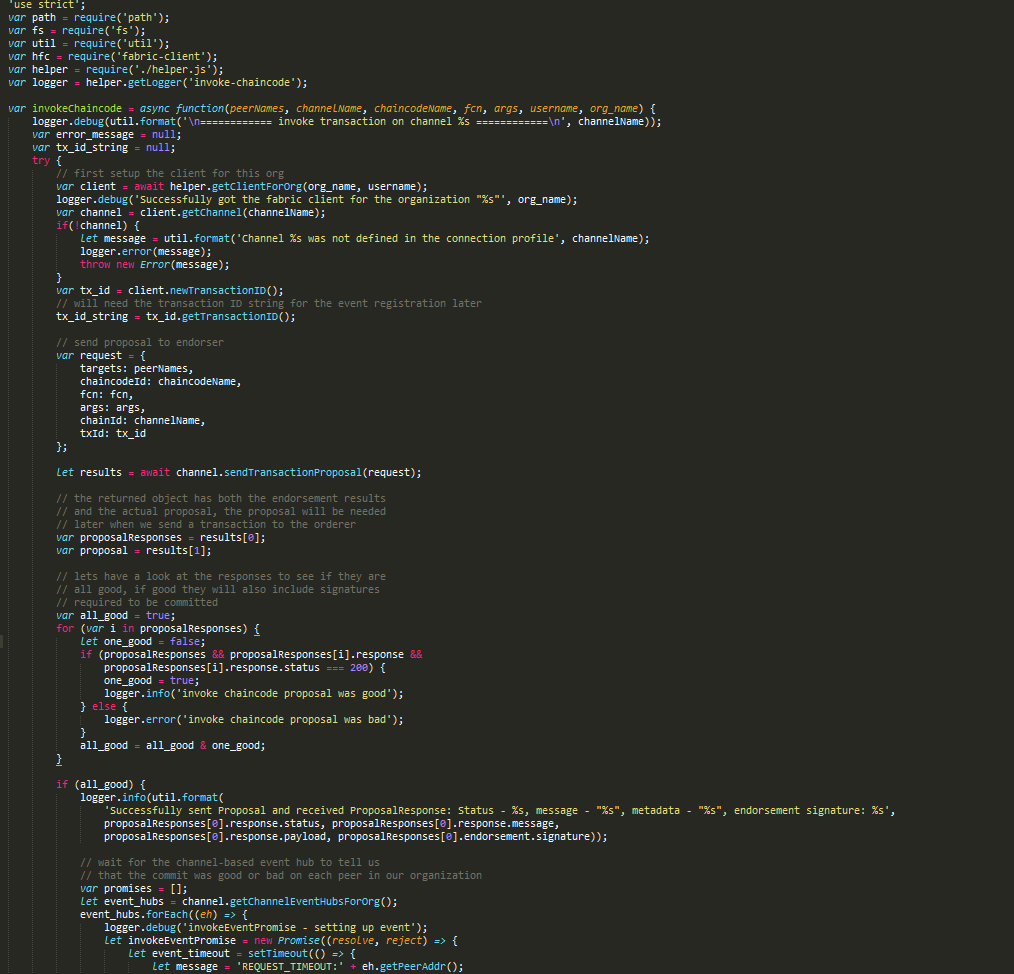 'use strict';
var path = require('path');
var fs = require('fs');
var util = require('util');
var hfc = require('fabric-client');
var helper = require('./helper.js');
var logger = helper.getLogger('invoke-chaincode');
var invokeChaincode = async function(peerNames, channelName, chaincodeName, fcn, args, username, org_name) {
logger.debug(util.format('\n============ invoke transaction on channel %s ============\n', channelName));
var error_message = null;
var tx_id_string = null;
try {
// first setup the client for this org
var client = await helper.getClientForOrg(org_name, username);
logger.debug('Successfully got the fabric client for the organization "%s"', org_name);
var channel = client.getChannel(channelName);
if(!channel) {
let message = util.format('Channel %s was not defined in the connection profile', channelName);
logger.error(message);
throw new Error(message);
}
var tx_id = client.newTransactionID();
// will need the transaction ID string for the event registration later
tx_id_string = tx_id.getTransactionID();
// send proposal to endorser
var request = {
targets: peerNames,
chaincodeId: chaincodeName,
fcn: fcn,
args: args,
chainId: channelName,
txId: tx_id
};
let results = await channel.sendTransactionProposal(request);
// the returned object has both the endorsement results
// and the actual proposal, the proposal will be needed
// later when we send a transaction to the orderer
var proposalResponses = results[0];
var proposal = results[1];
// lets have a look at the responses to see if they are
// all good, if good they will also include signatures
// required to be committed
var all_good = true;
for (var i in proposalResponses) {
let one_good = false;
if (proposalResponses && proposalResponses[i].response &&
proposalResponses[i].response.status === 200) {
one_good = true;
logger.info('invoke chaincode proposal was good');
} else {
logger.error('invoke chaincode proposal was bad');
}
all_good = all_good & one_good;
}
if (all_good) {
logger.info(util.format(
'Successfully sent Proposal and received ProposalResponse: Status - %s, message - "%s", metadata - "%s", endorsement signature: %s',
proposalResponses[0].response.status, proposalResponses[0].response.message,
proposalResponses[0].response.payload, proposalResponses[0].endorsement.signature));
// wait for the channel-based event hub to tell us
// that the commit was good or bad on each peer in our organization
var promises = [];
let event_hubs = channel.getChannelEventHubsForOrg();
event_hubs.forEach((eh) => {
logger.debug('invokeEventPromise - setting up event');
let invokeEventPromise = new Promise((resolve, reject) => {
let event_timeout = setTimeout(() => {
let message = 'REQUEST_TIMEOUT:' + eh.getPeerAddr();